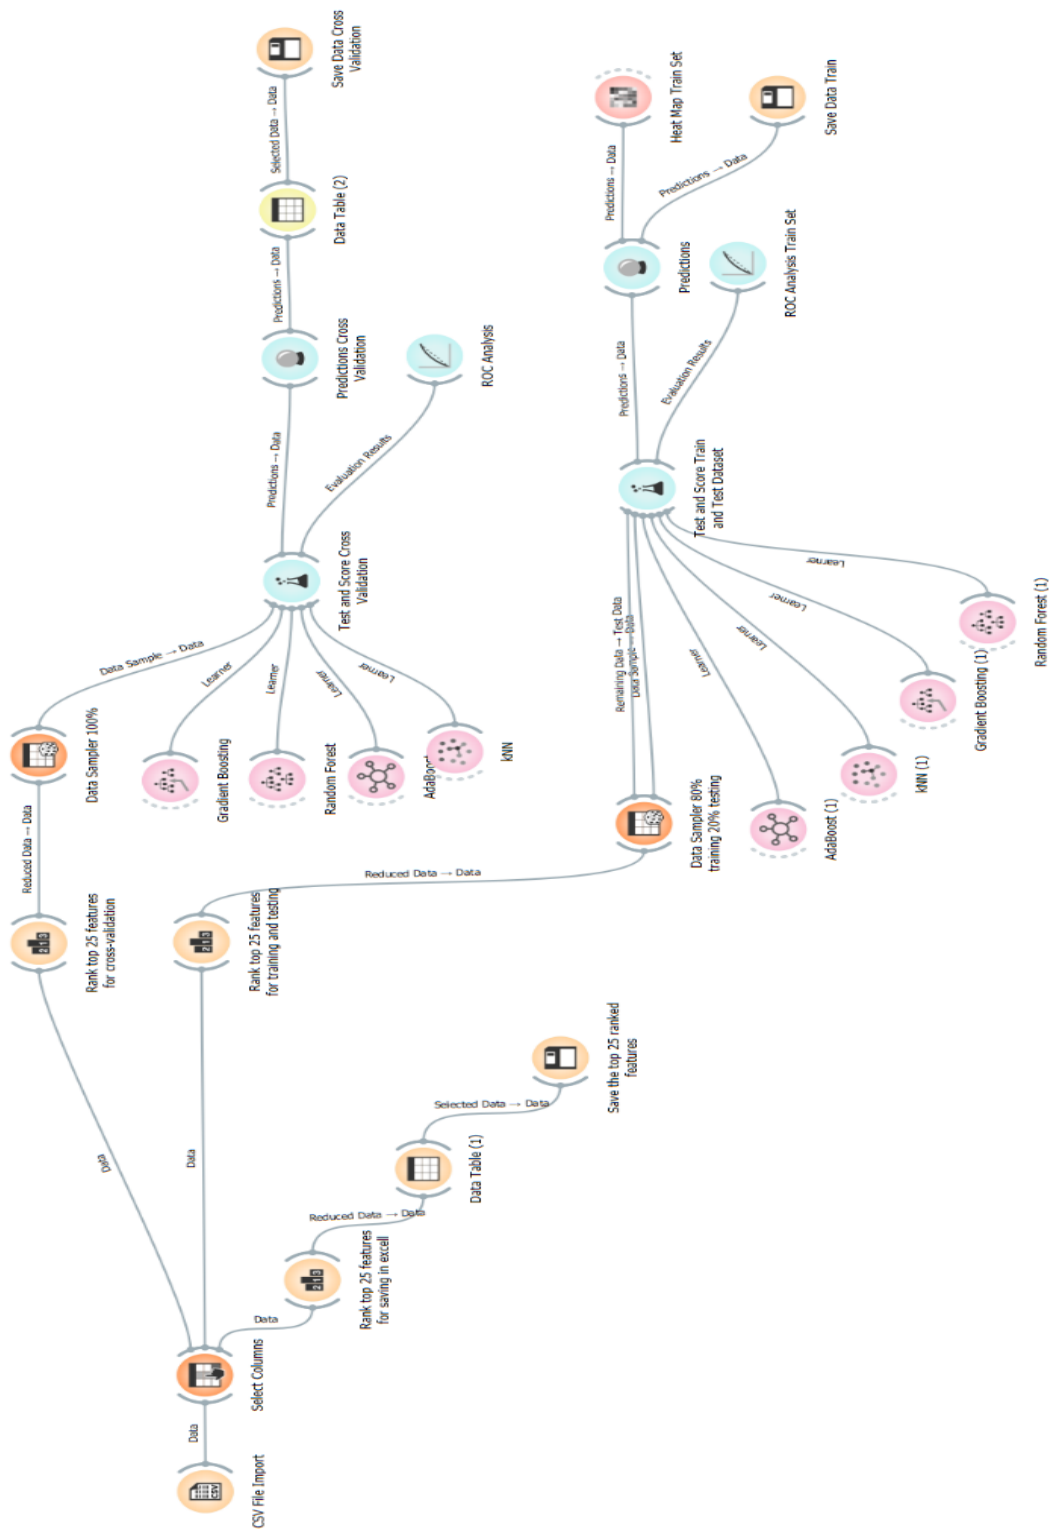 CSV File Import
Data
Select Columns
Data
Data
Data
Rank top 25 features
for saving in excell
Reduced Data → Data
Data Table (1)
Selected Data → Data
Save the top 25 ranked
features
Rank top 25 features
for cross-validation
Reduced Data → Data
Data Sampler 100%
Data Sample → Data
Gradient Boosting
Learner
Random Forest
Learner
AdaBoost
Learner
kNN
Learner
Test and Score Cross
Validation
Predictions → Data
Evaluation Results
Predictions Cross
Validation
ROC Analysis
Predictions → Data
Data Table (2)
Selected Data → Data
Save Data Cross
Validation
Rank top 25 features
for training and testing
Reduced Data → Data
Data Sampler 80%
training 20% testing
Remaining Data → Test Data
Data Sample → Data
AdaBoost (1)
Learner
kNN (1)
Learner
Gradient Boosting (1)
Learner
Random Forest (1)
Learner
Test and Score Train
and Test Dataset
Predictions → Data
Evaluation Results
Predictions
ROC Analysis Train Set
Predictions → Data
Predictions → Data
Heat Map Train Set
Save Data Train